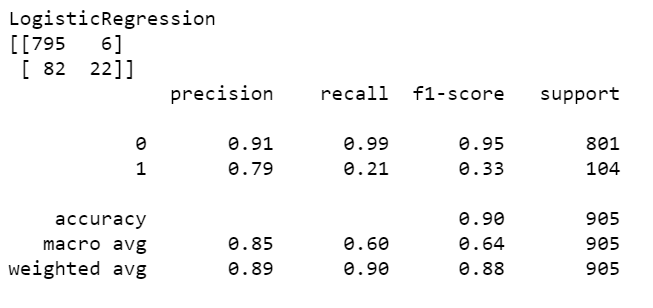 LogisticRegression
[[795   6]
 [ 82  22]]
              precision    recall  f1-score   support

           0       0.91      0.99      0.95       801
           1       0.79      0.21      0.33       104

    accuracy                           0.90       905
   macro avg       0.85      0.60      0.64       905
weighted avg       0.89      0.90      0.88       905